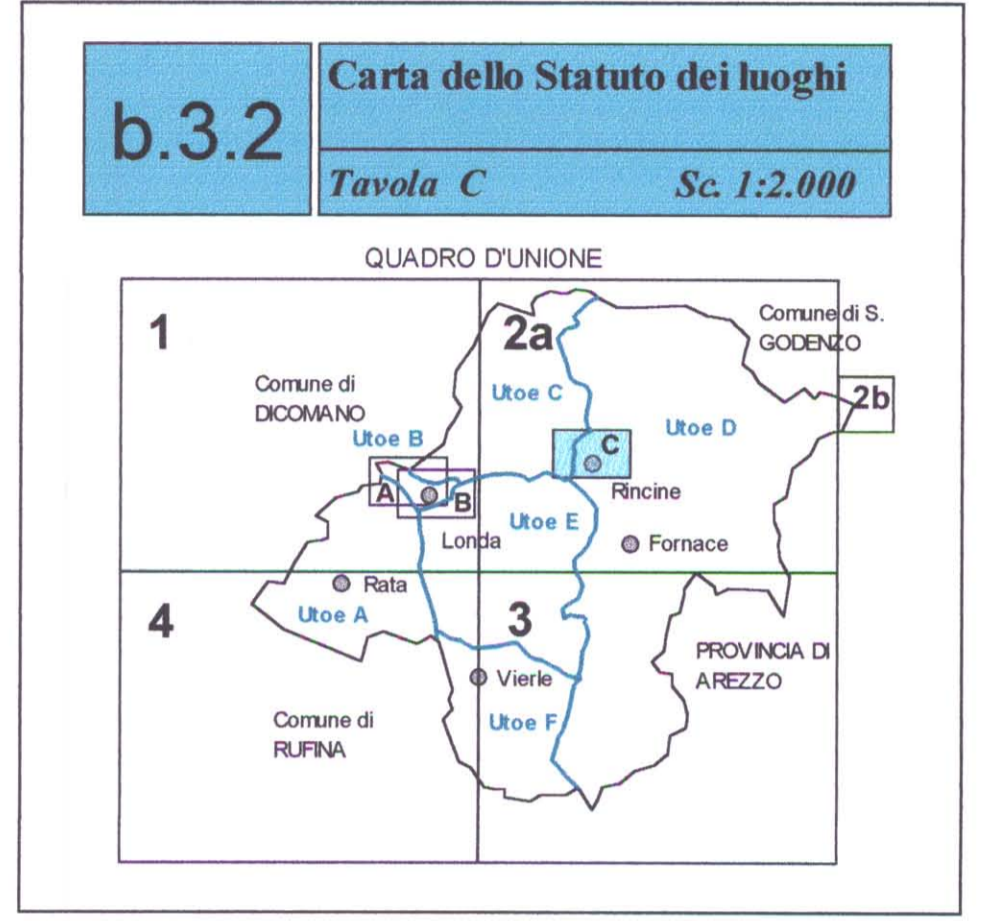 b.3.2
Carta dello Statuto dei luoghi
Tavola C Sc. 1:2.000
QUADRO D'UNIONE
1
2a
Comune di S.
GODENZO
Comune di
DICOMANO
Utoe C
2b
Utoe B
Utoe D
C
A
B
Rincine
Utoe E
Londa
Fornace
Rata
Utoe A
4
3
PROVINCIA DI
AREZZO
Vierle
Comune di
RUFINA
Utoe F